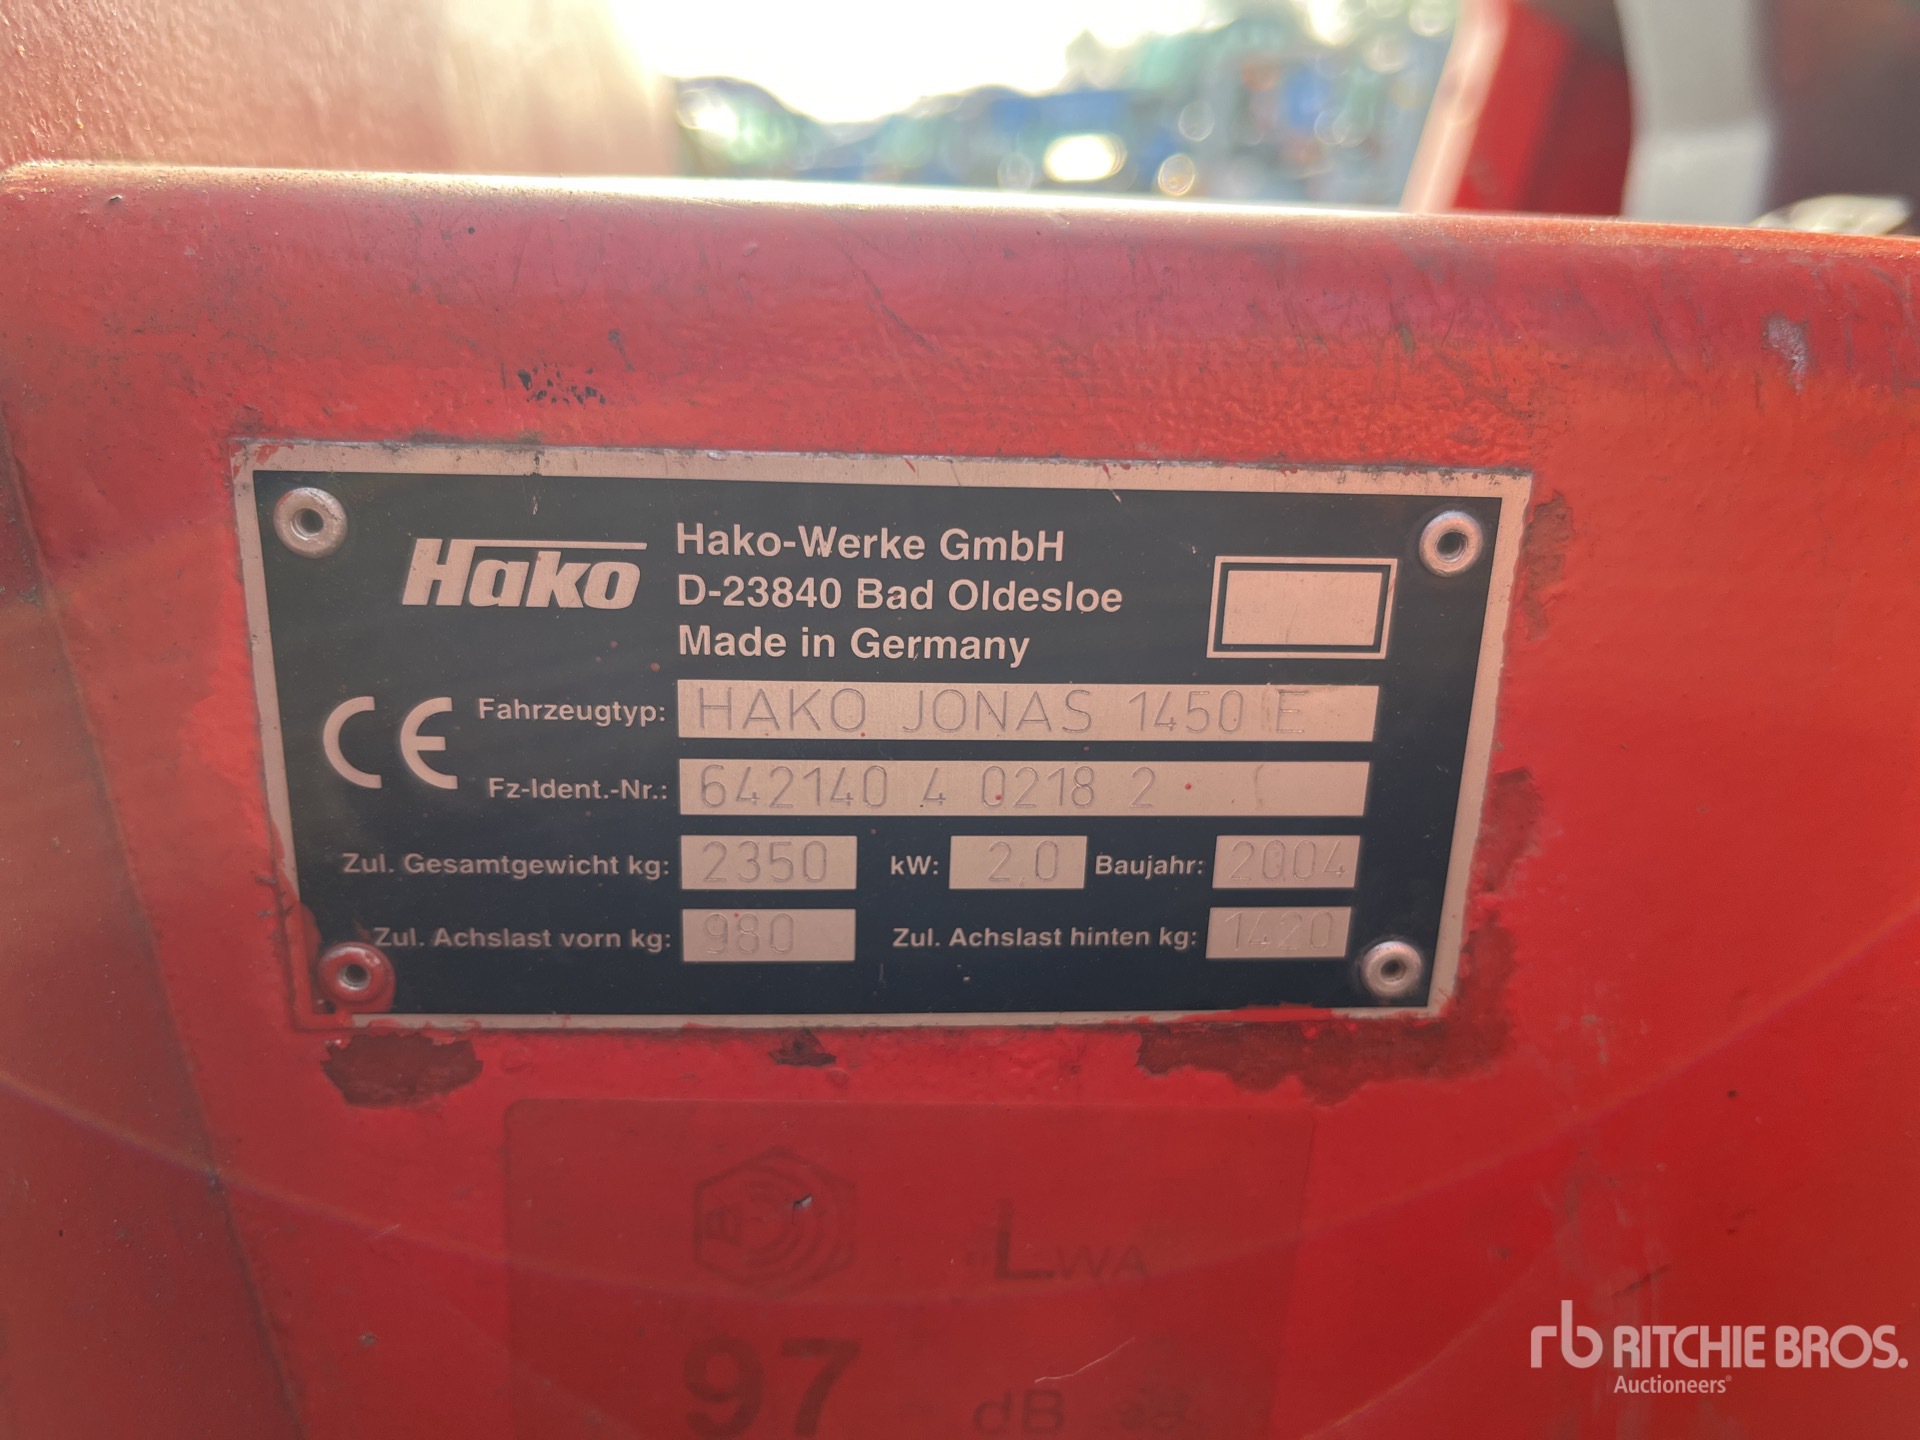 Hako
Hako-Werke GmbH
D-23840 Bad Oldesloe
Made in Germany
CE
Fahrzeugtyp: HAKO JONAS 1450 E
Fz-Ident.-Nr.: 642140 4 0218 2
Zul. Gesamtgewicht kg: 2350 kW: 2,0 Baujahr: 2004
Zul. Achslast vorn kg: 980 Zul. Achslast hinten kg: 1420
LWA
97
dB
rb RITCHIE BROS.
Auctioneers